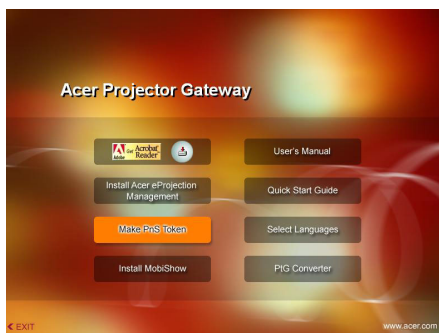 Acer Projector Gateway
Adobe
Get Acrobat
Reader
User's Manual
Install Acer eProjection
Management
Quick Start Guide
Make PnS Token
Select Languages
Install MobiShow
PtG Converter
EXIT
www.acer.com